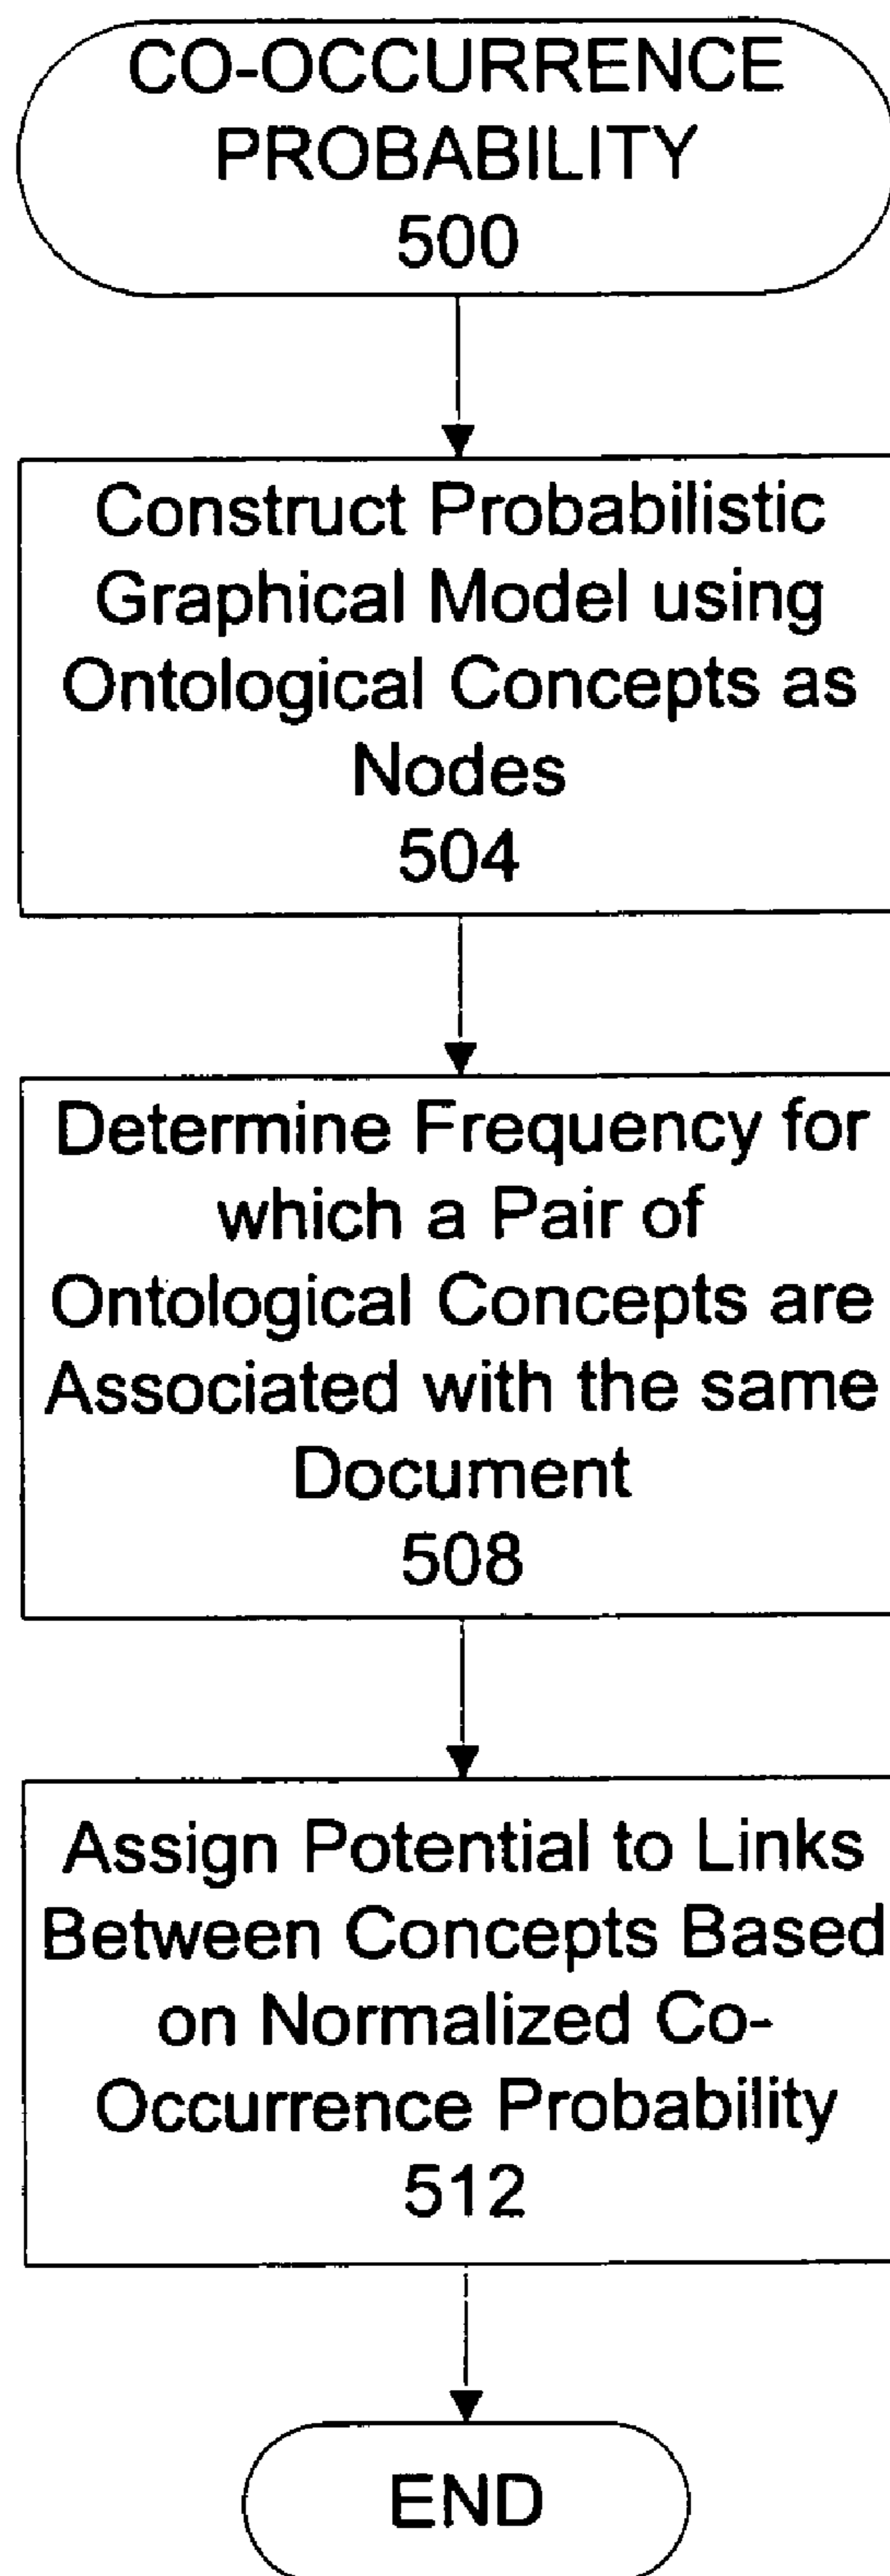 CO-OCCURRENCE
PROBABILITY
500
Construct Probabilistic
Graphical Model using
Ontological Concepts as
Nodes
504
Determine Frequency for
which a Pair of
Ontological Concepts are
Associated with the same
Document
508
Assign Potential to Links
Between Concepts Based
on Normalized Co-
Occurrence Probability
512
END